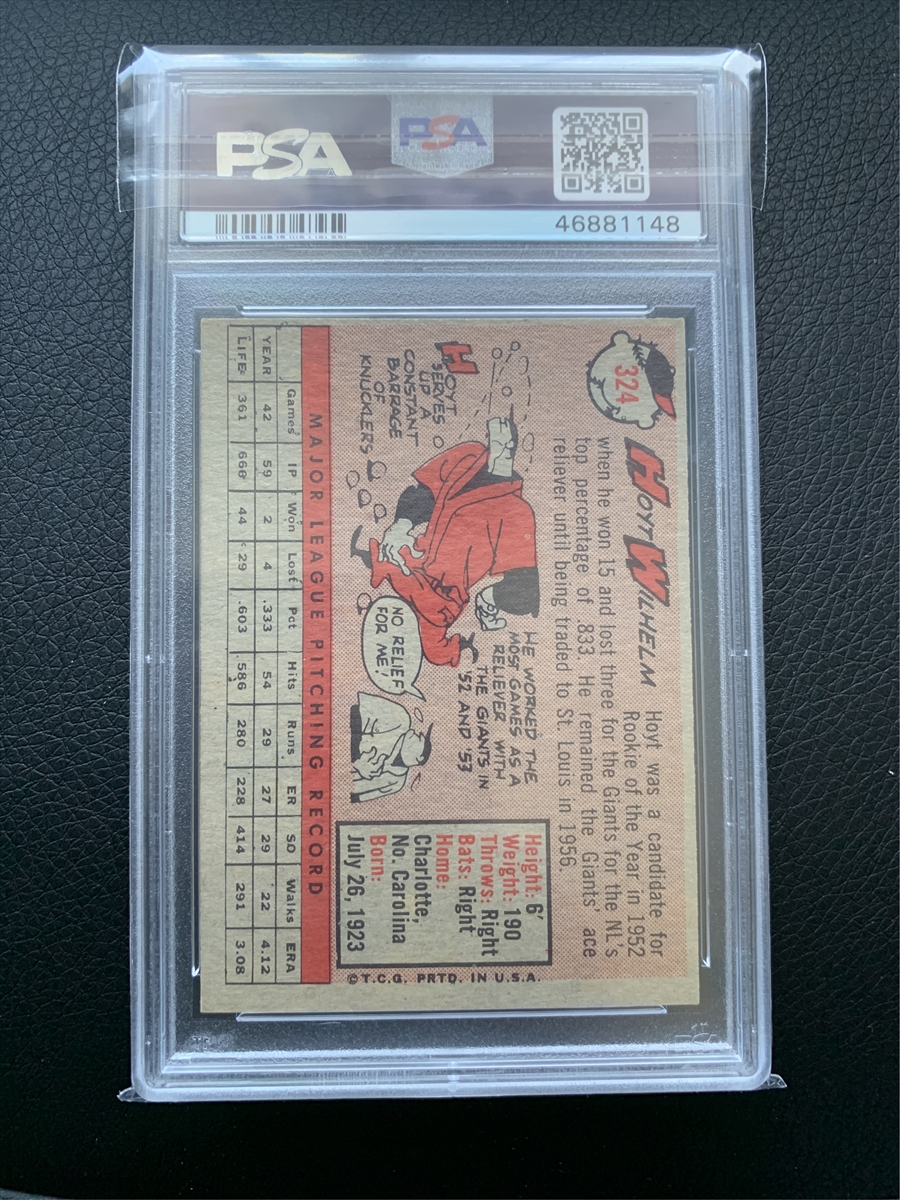 PSA
PSA
46881148
324
HOYT WILHELM
Hoyt was a candidate for
Rookie of the Year in 1952
when he won 15 and lost three for the Giants for the NL's
top percentage of .833. He remained the Giants' ace
reliever until being traded to St. Louis in 1956.
HOYT
SERVES
UP A
CONSTANT
BARRAGE
OF
KNUCKLERS
HE WORKED THE
MOST GAMES AS A
RELIEVER WITH
THE GIANTS IN
'52 AND '53
NO RELIEF
FOR ME!
Height: 6'
Weight: 190
Throws: Right
Bats: Right
Home:
Charlotte,
No. Carolina
Born:
July 26, 1923
©T.C.G. PRTD. IN U.S.A.
MAJOR LEAGUE PITCHING RECORD
Games IP Won Lost Pct Hits Runs ER SO Walks ERA
YEAR 42 59 2 4 .333 54 29 27 29 22 4.12
LIFE 361 666 44 29 .603 586 280 228 414 291 3.08